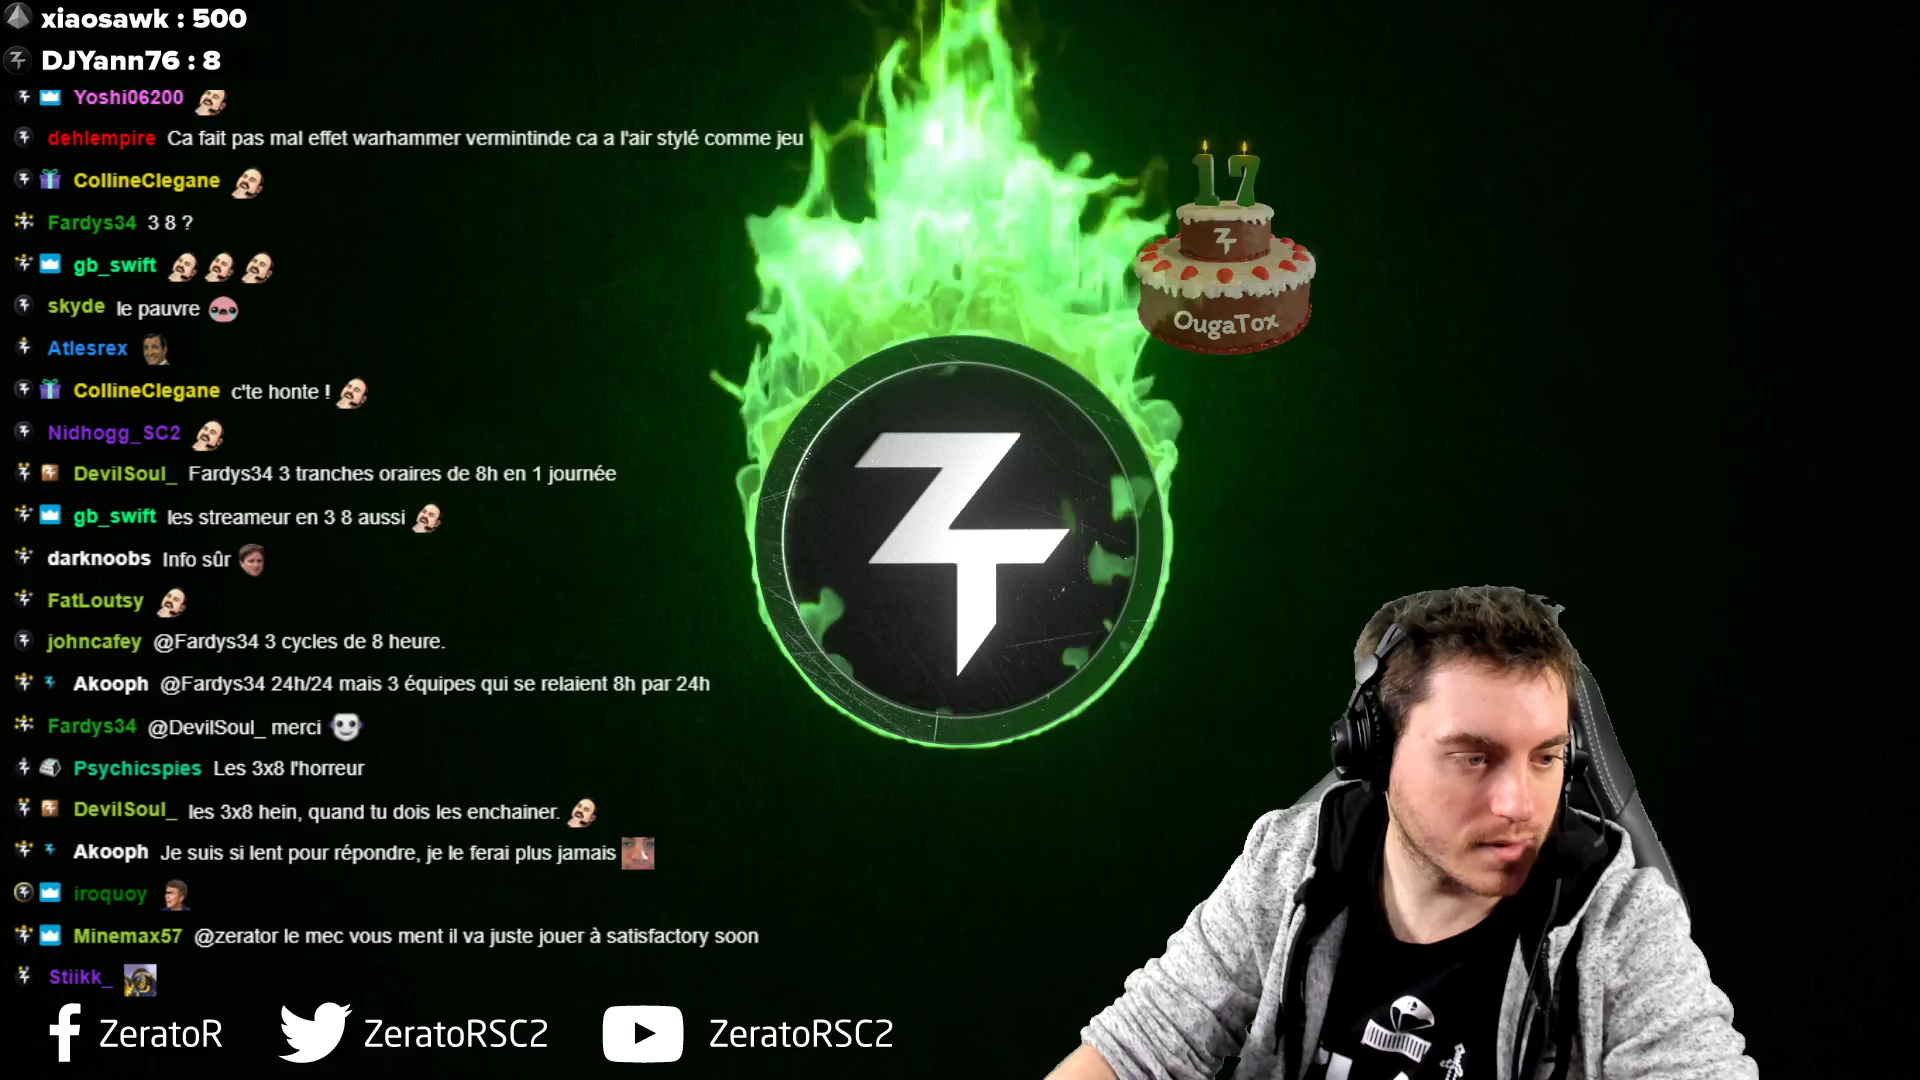 xiaosawk : 500
DJYann76 : 8
Yoshi06200
dehlempire Ca fait pas mal effet warhammer vermintinde ca a l'air stylé comme jeu
CollineClegane
Fardys34 3 8 ?
gb_swift
skyde le pauvre
Atlesrex
CollineClegane c'te honte !
Nidhogg_SC2
DevilSoul_ Fardys34 3 tranches oraires de 8h en 1 journée
gb_swift les streameur en 3 8 aussi
darknoobs Info sûr
FatLoutsy
johncafey @Fardys34 3 cycles de 8 heure.
Akooph @Fardys34 24h/24 mais 3 équipes qui se relaient 8h par 24h
Fardys34 @DevilSoul_ merci
Psychicspies Les 3x8 l'horreur
DevilSoul_ les 3x8 hein, quand tu dois les enchainer.
Akooph Je suis si lent pour répondre, je le ferai plus jamais
iroquoy
Minemax57 @zerator le mec vous ment il va juste jouer à satisfactory soon
Stiikk_
ZeratoR ZeratoRSC2 ZeratoRSC2
17
ZT
OugaTox
ZT